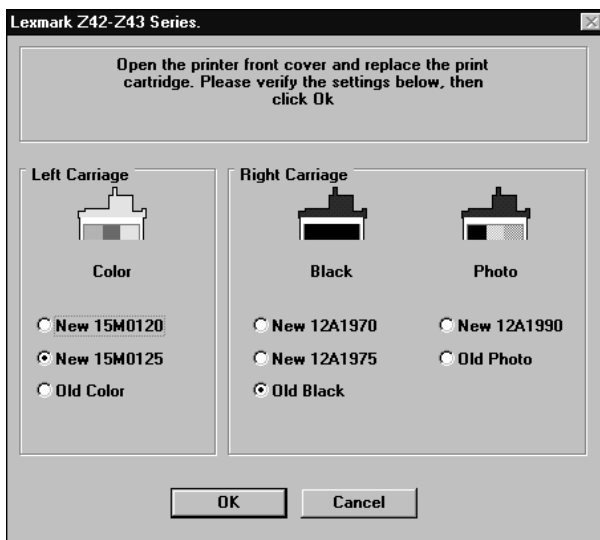 Lexmark Z42-Z43 Series.
Open the printer front cover and replace the print
cartridge. Please verify the settings below, then
click Ok
Left Carriage
Color
New 15M0120
New 15M0125
Old Color
Right Carriage
Black
Photo
New 12A1970
New 12A1990
New 12A1975
Old Photo
Old Black
OK
Cancel